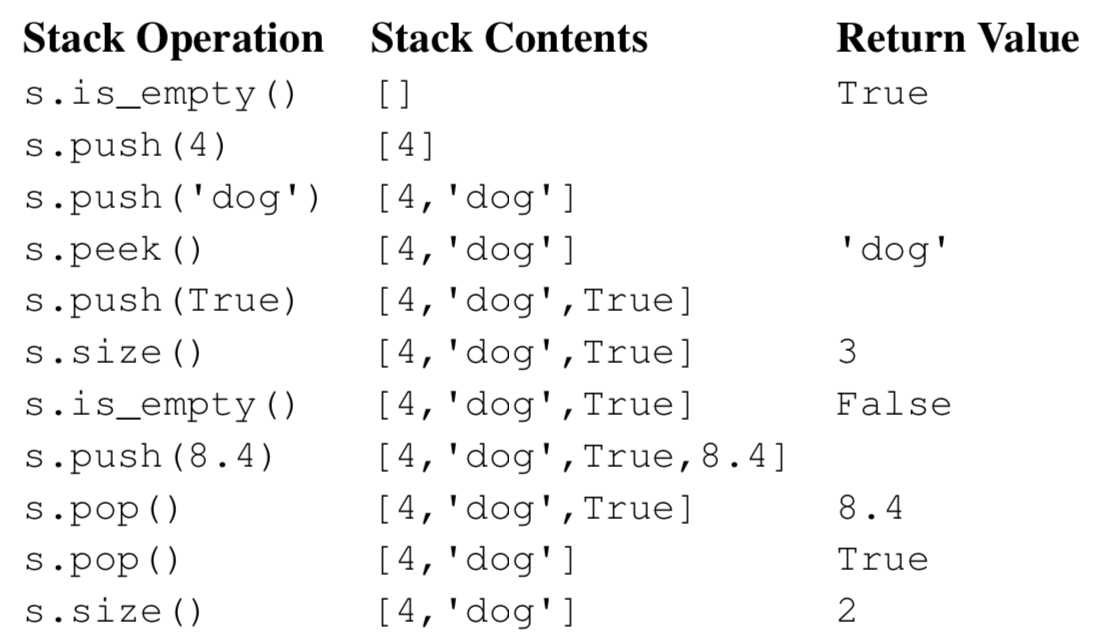 Stack Operation Stack Contents Return Value
s.is_empty() [] True
s.push(4) [4]
s.push('dog') [4,'dog']
s.peek() [4,'dog'] 'dog'
s.push(True) [4,'dog',True]
s.size() [4,'dog',True] 3
s.is_empty() [4,'dog',True] False
s.push(8.4) [4,'dog',True,8.4]
s.pop() [4,'dog',True] 8.4
s.pop() [4,'dog'] True
s.size() [4,'dog'] 2